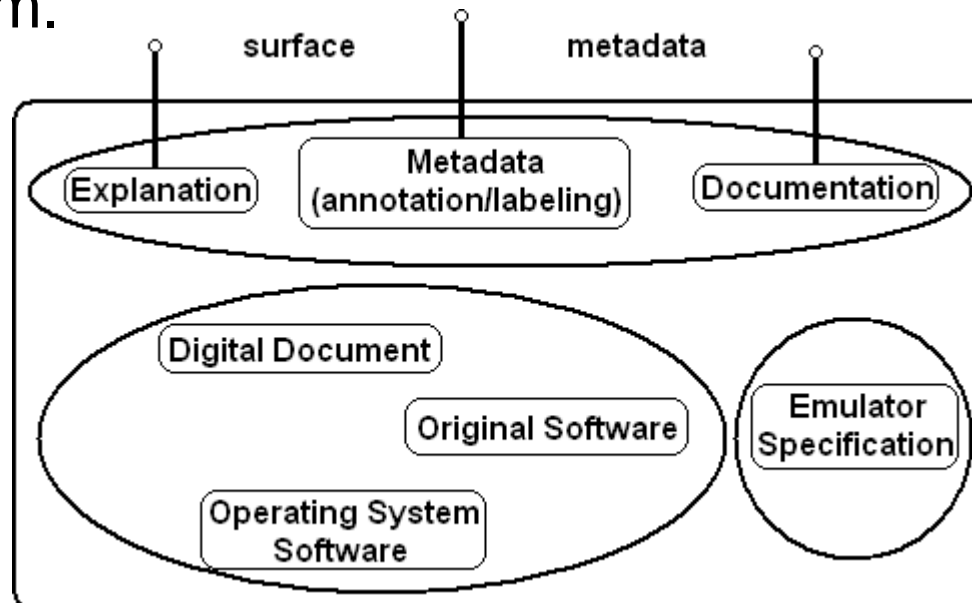 m.
surface metadata
Explanation
Metadata
(annotation/labeling)
Documentation
Digital Document
Original Software
Operating System
Software
Emulator
Specification